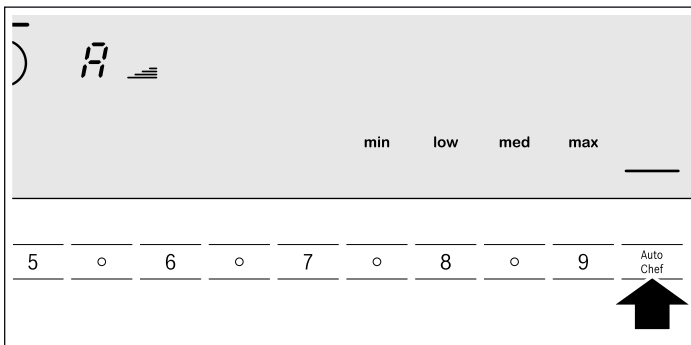 A
min low med max
5 ○ 6 ○ 7 ○ 8 ○ 9 Auto
Chef